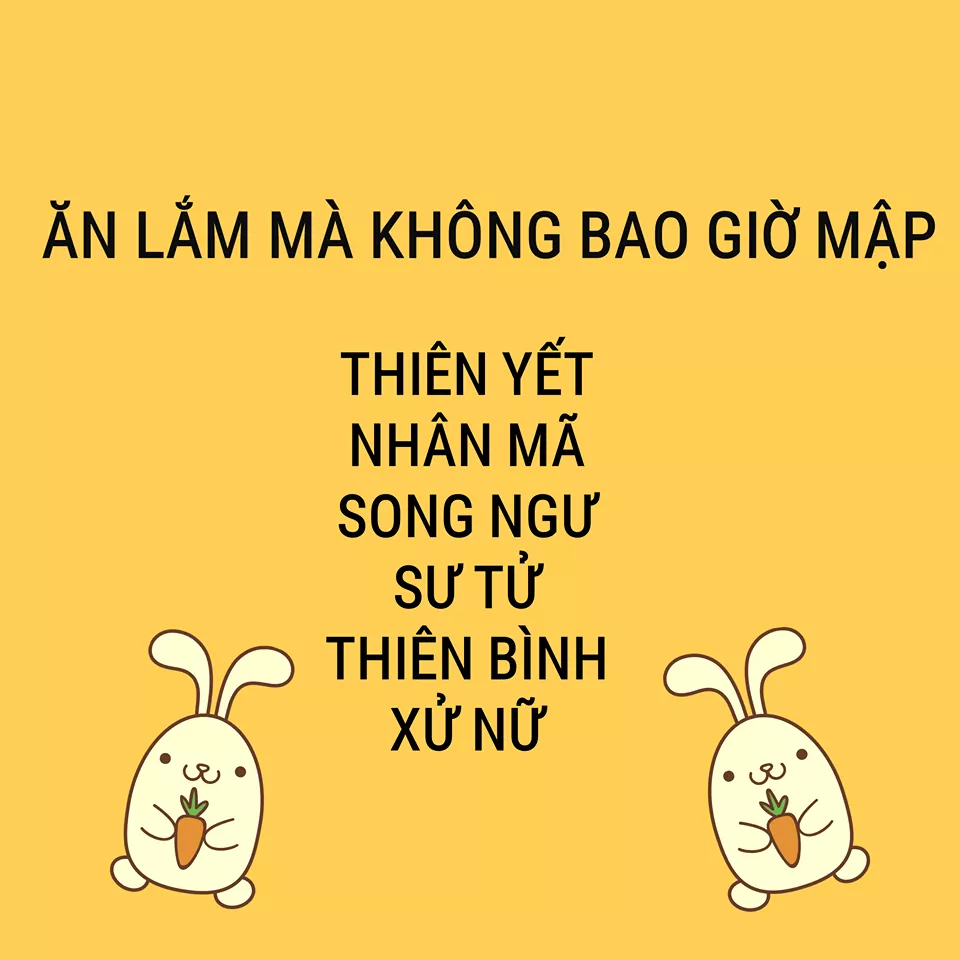 ĂN LẮM MÀ KHÔNG BAO GIỜ MẬP
THIÊN YẾT
NHÂN MÃ
SONG NGƯ
SƯ TỬ
THIÊN BÌNH
XỬ NỮ